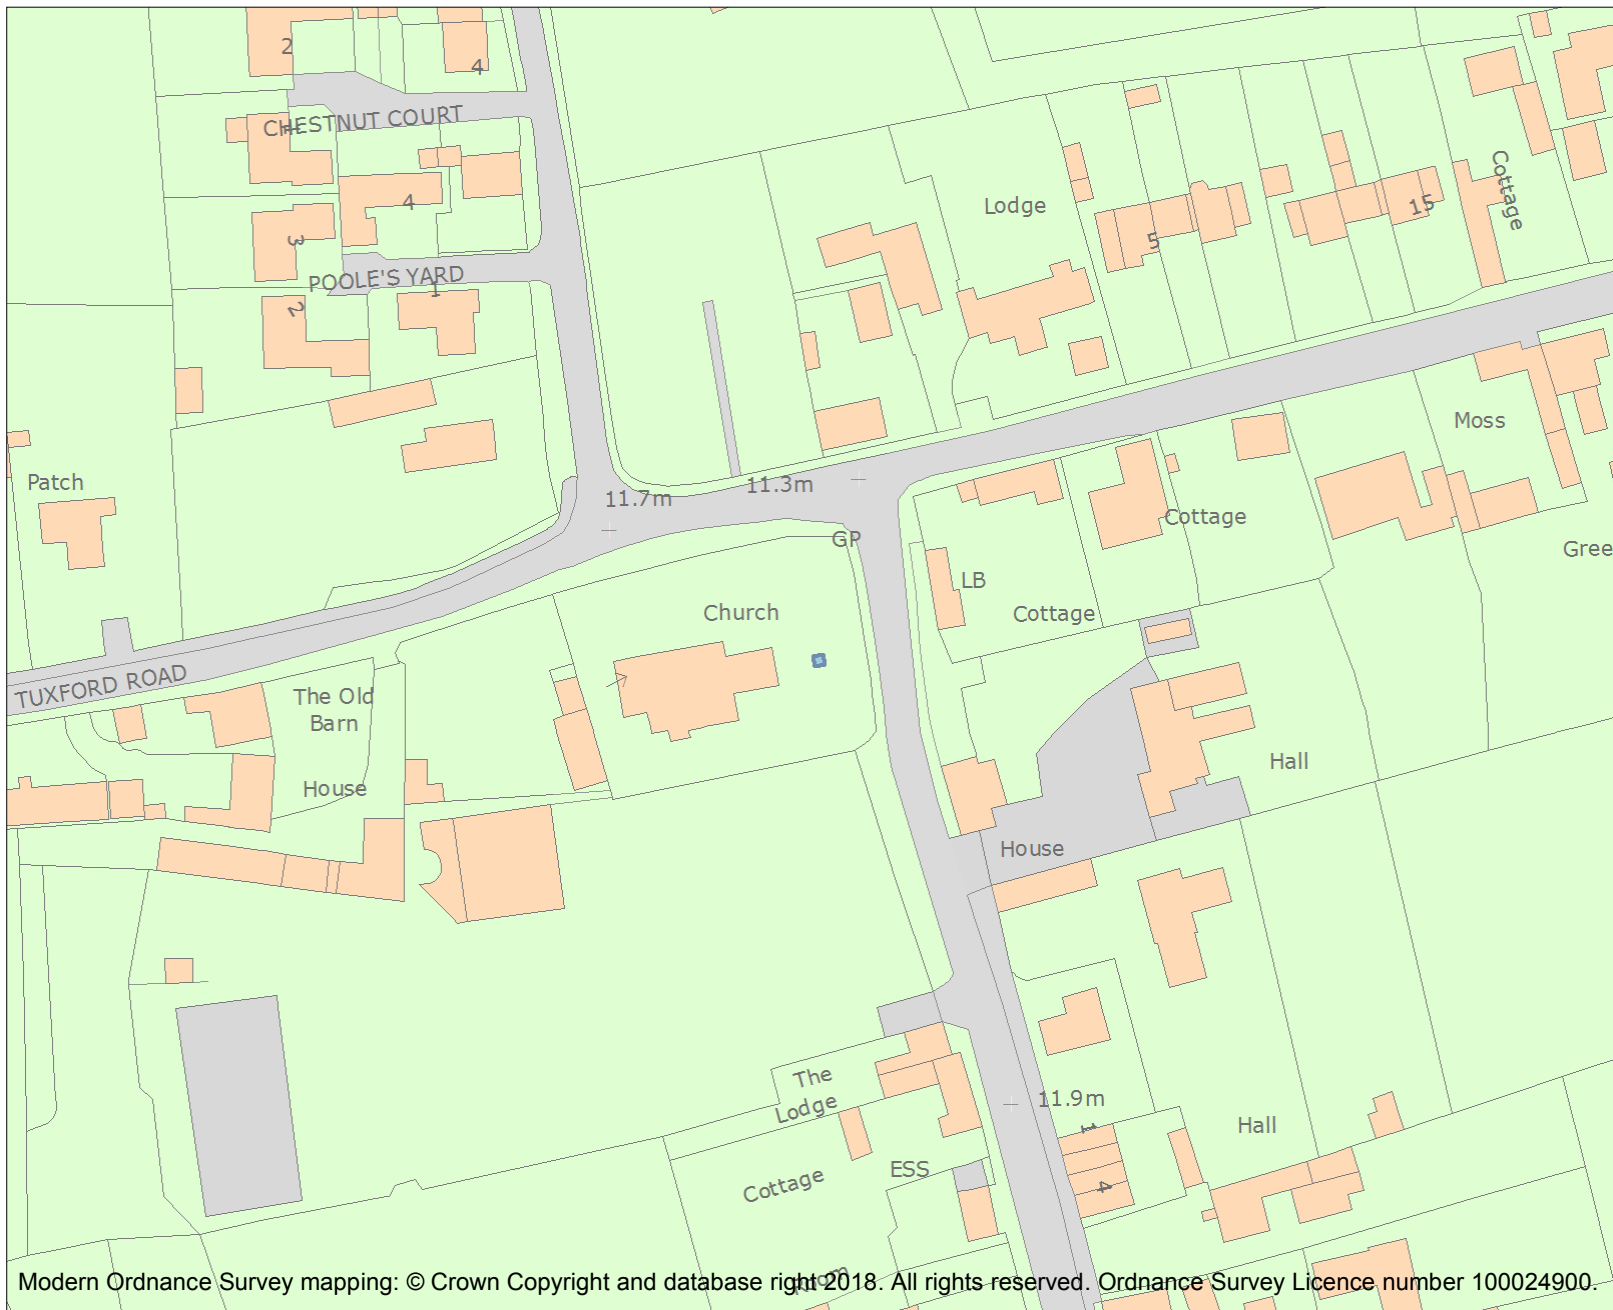 2
4
CHESTNUT COURT
1
4
3
POOLE'S YARD
1
2
Lodge
5
15
Cottage
Moss
Patch
11.7m
11.3m
GP
Cottage
Gree
LB
Cottage
Church
TUXFORD ROAD
The Old
Barn
House
Hall
House
The
Lodge
11.9m
1
Hall
4
ESS
Cottage
Room
Modern Ordnance Survey mapping: © Crown Copyright and database right 2018. All rights reserved. Ordnance Survey Licence number 100024900.